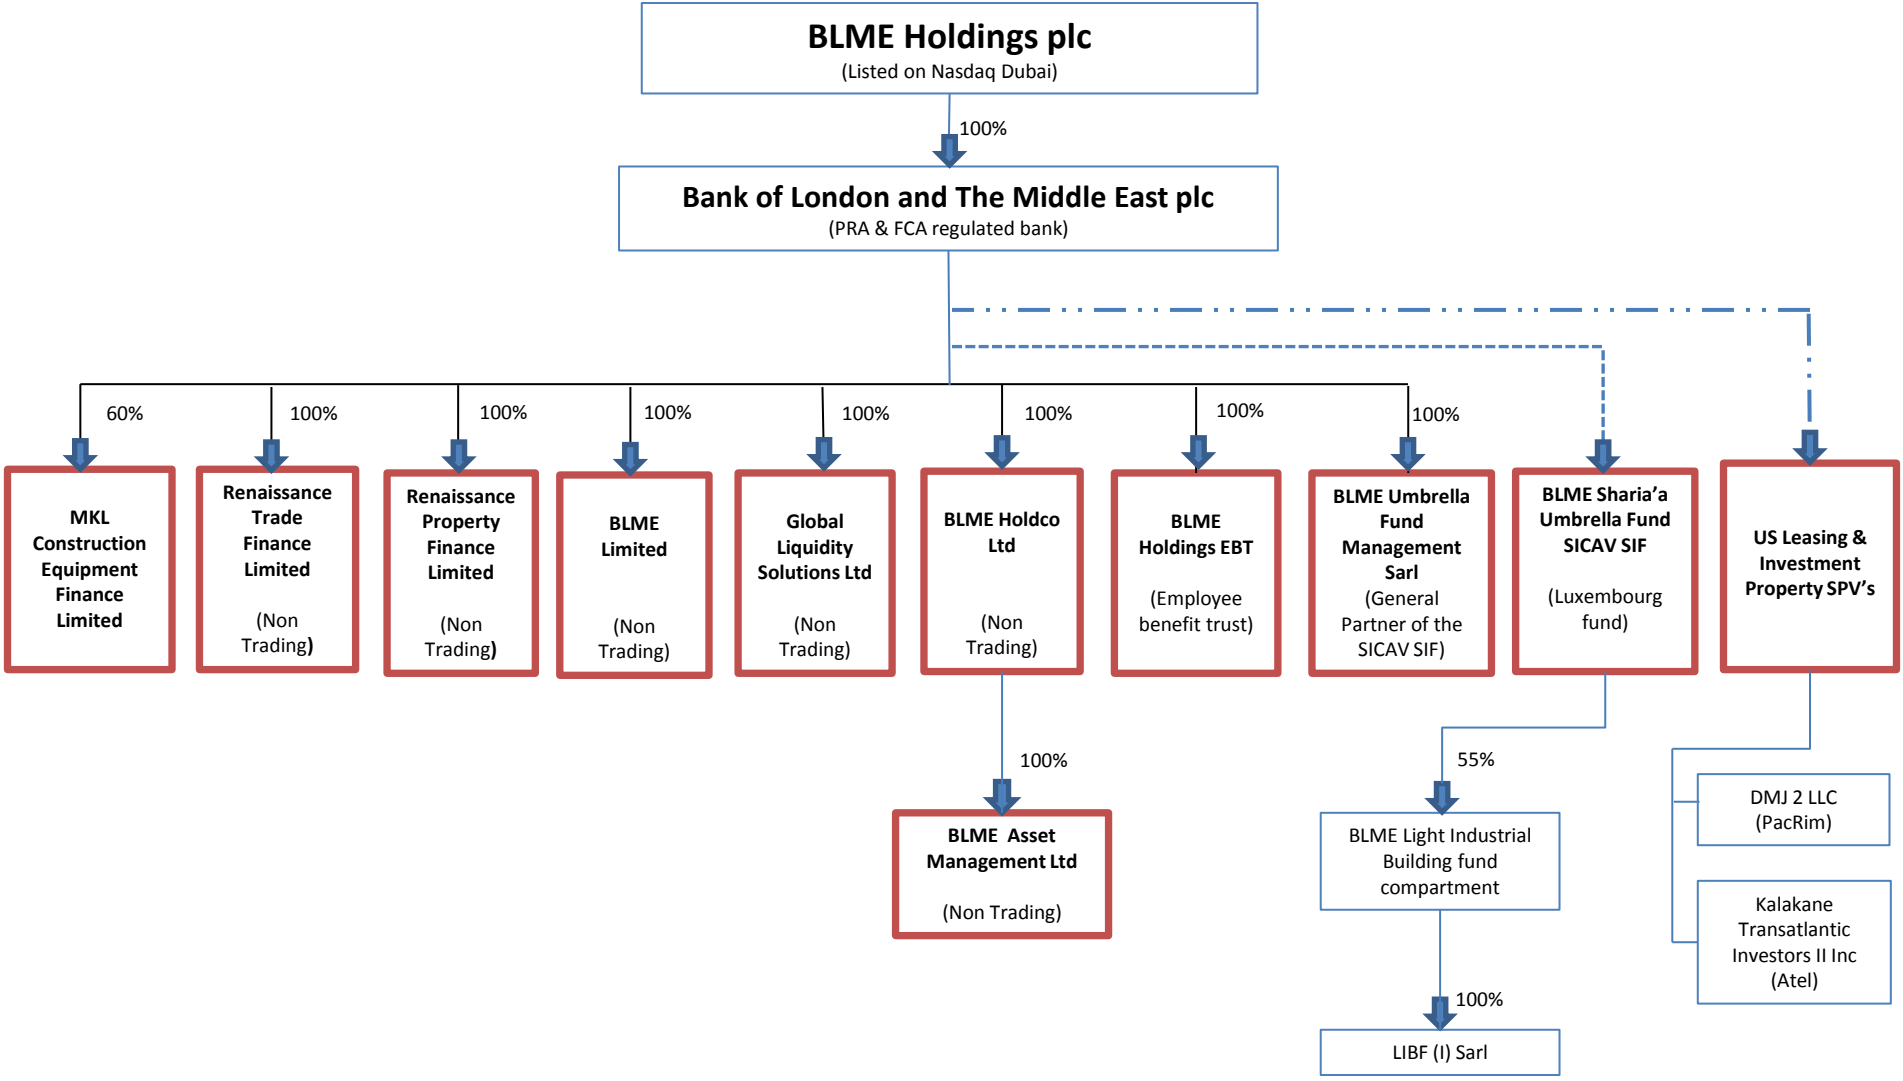 BLME Holdings plc
(Listed on Nasdaq Dubai)
100%
Bank of London and The Middle East plc
(PRA & FCA regulated bank)
60%
100%
100%
100%
100%
100%
100%
100%
MKL
Construction
Equipment
Finance
Limited
Renaissance
Trade
Finance
Limited
(Non
Trading)
Renaissance
Property
Finance
Limited
(Non
Trading)
BLME
Limited
(Non
Trading)
Global
Liquidity
Solutions Ltd
(Non
Trading)
BLME Holdco
Ltd
(Non
Trading)
BLME
Holdings EBT
(Employee
benefit trust)
BLME Umbrella
Fund
Management
Sarl
(General
Partner of the
SICAV SIF)
BLME Sharia’a
Umbrella Fund
SICAV SIF
(Luxembourg
fund)
US Leasing &
Investment
Property SPV’s
100%
BLME  Asset
Management Ltd
(Non Trading)
55%
BLME Light Industrial
Building fund
compartment
100%
LIBF (I) Sarl
DMJ 2 LLC
(PacRim)
Kalakane
Transatlantic
Investors II Inc
(Atel)